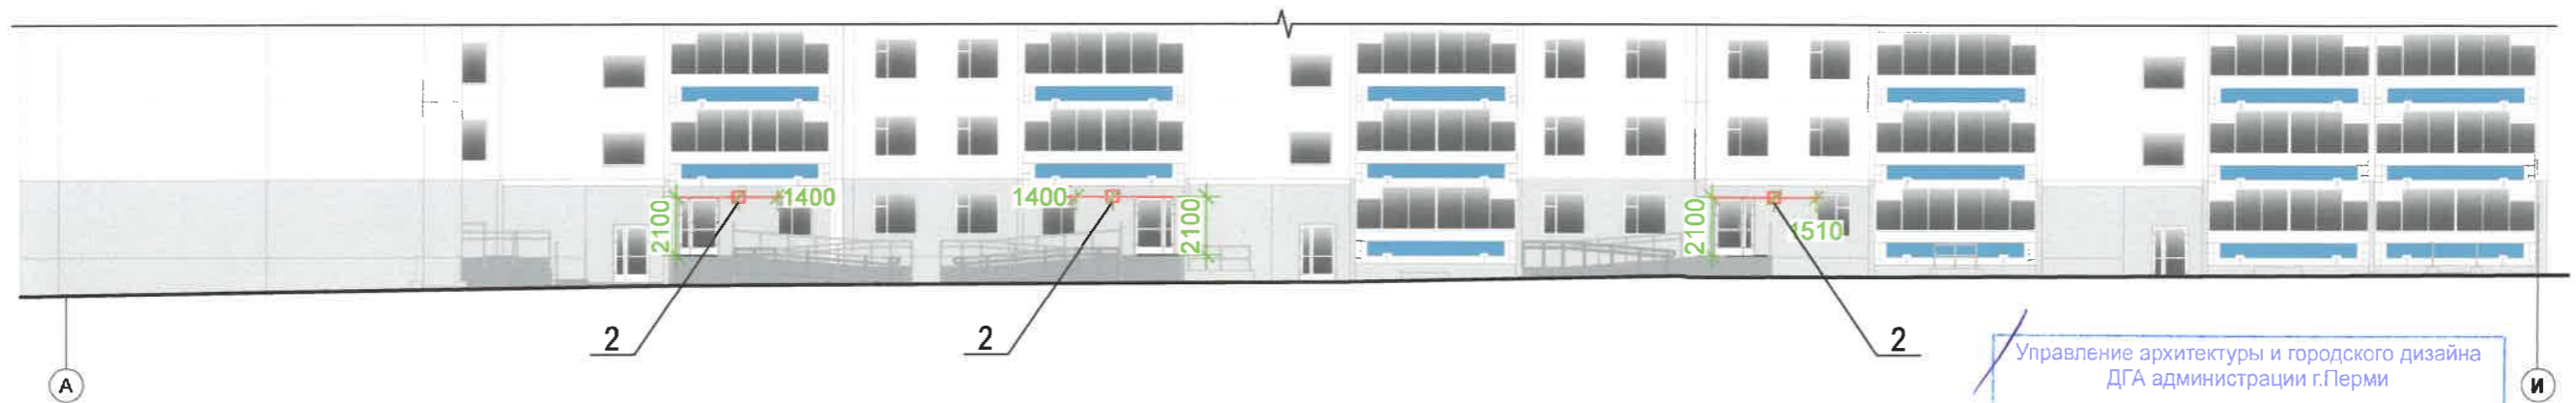 2100
1400
1400
2100
2100
1510
2
2
2
А
Управление архитектуры и городского дизайна
ДГА администрации г.Перми
И